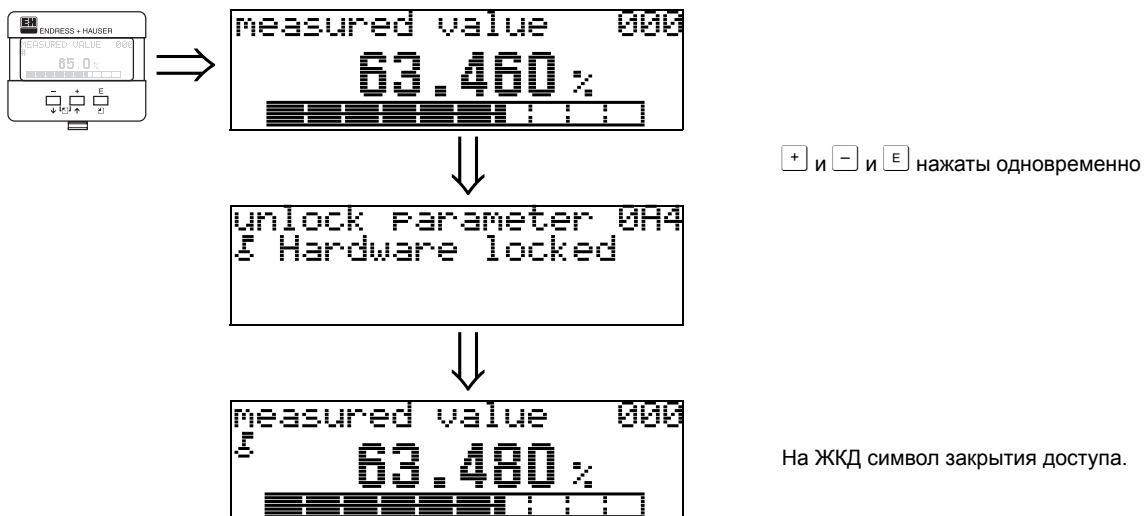 EH ENDRESS + HAUSER
MEASURED VALUE 000
65.0 %
- + E
measured value 000
63.460 %
+ и - и E нажаты одновременно
unlock parameter 0A4
Hardware locked
measured value 000
63.480 %
На ЖКД символ закрытия доступа.